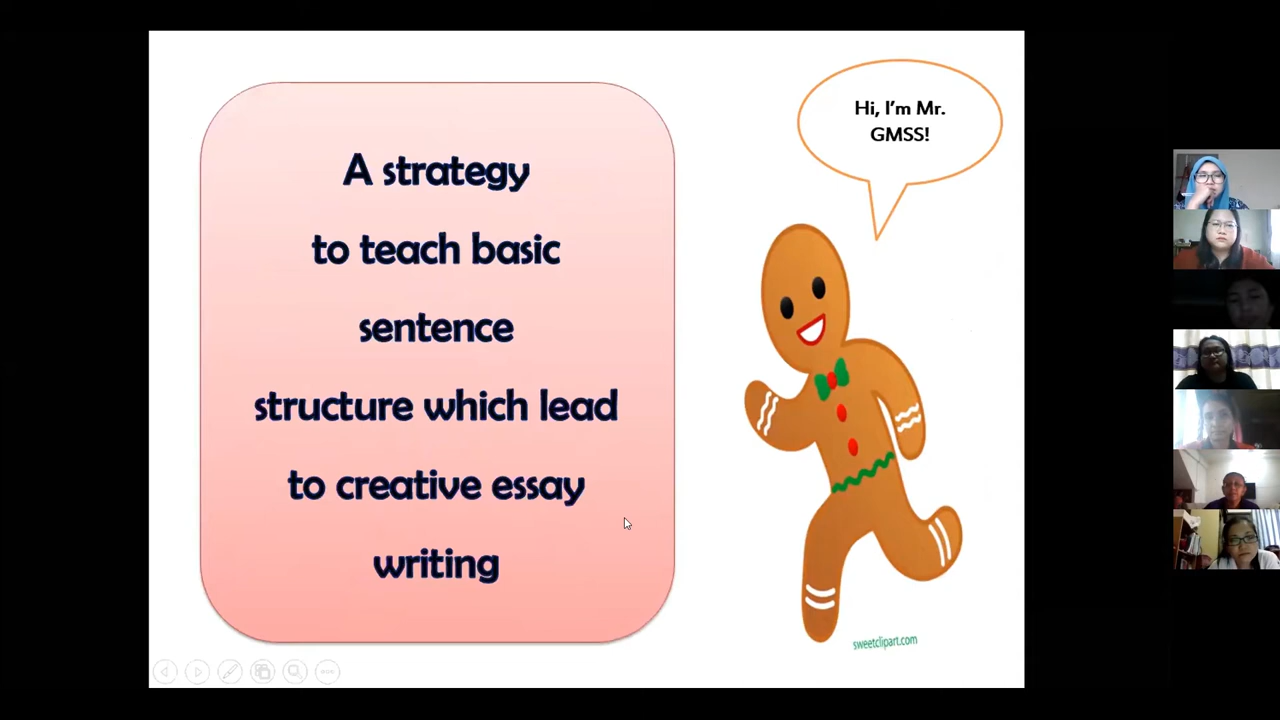 A strategy
to teach basic
sentence
structure which lead
to creative essay
writing
Hi, I'm Mr.
GMSS!
sweetclipart.com